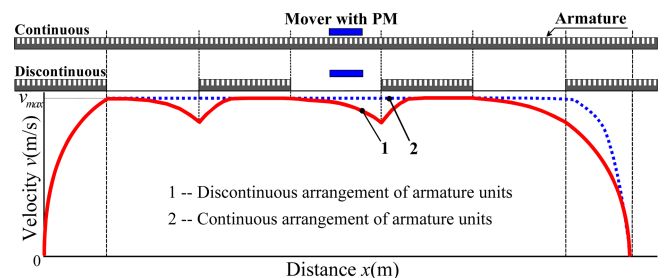 Mover with PM
Armature
Continuous
Discontinuous
vmax
Velocity v(m/s)
1
2
1 -- Discontinuous arrangement of armature units
2 -- Continuous arrangement of armature units
0
Distance x(m)